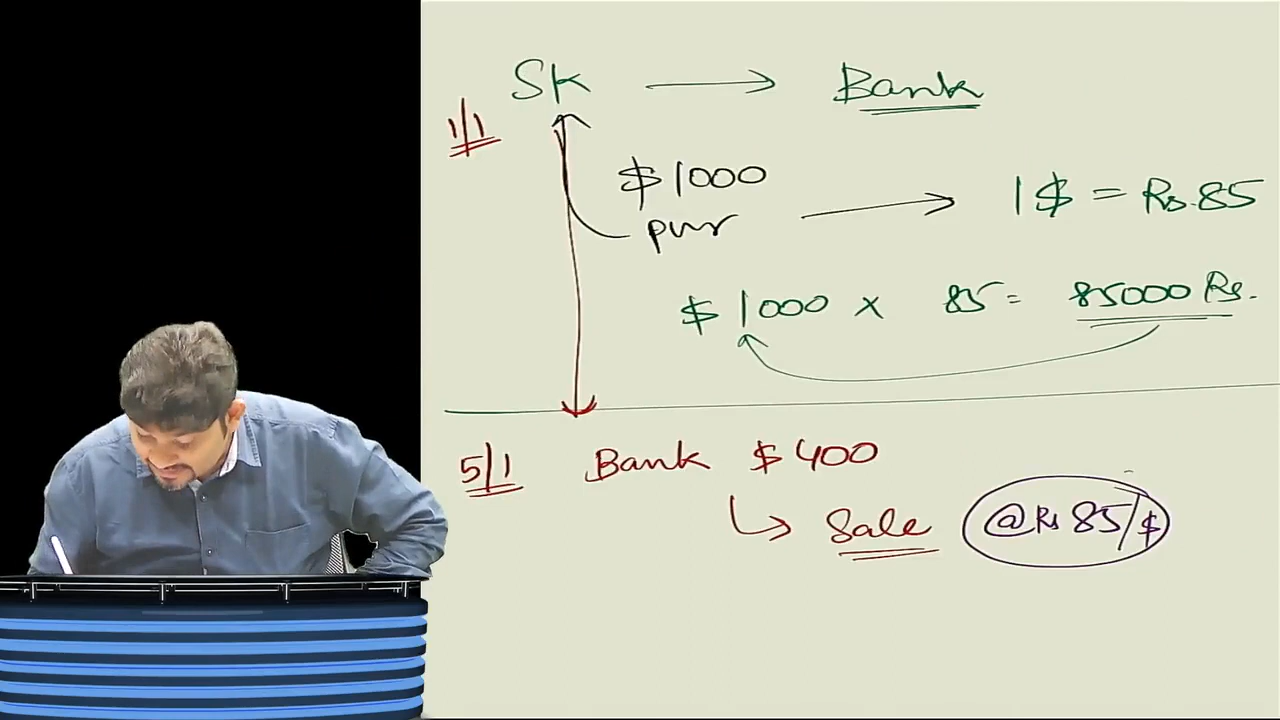 SK → Bank
1/1
$1000
pur → 1$ = Rs.85
$1000 x 85 = 85000 Rs.
5/1 Bank $400
↳ Sale @Rs 85/$